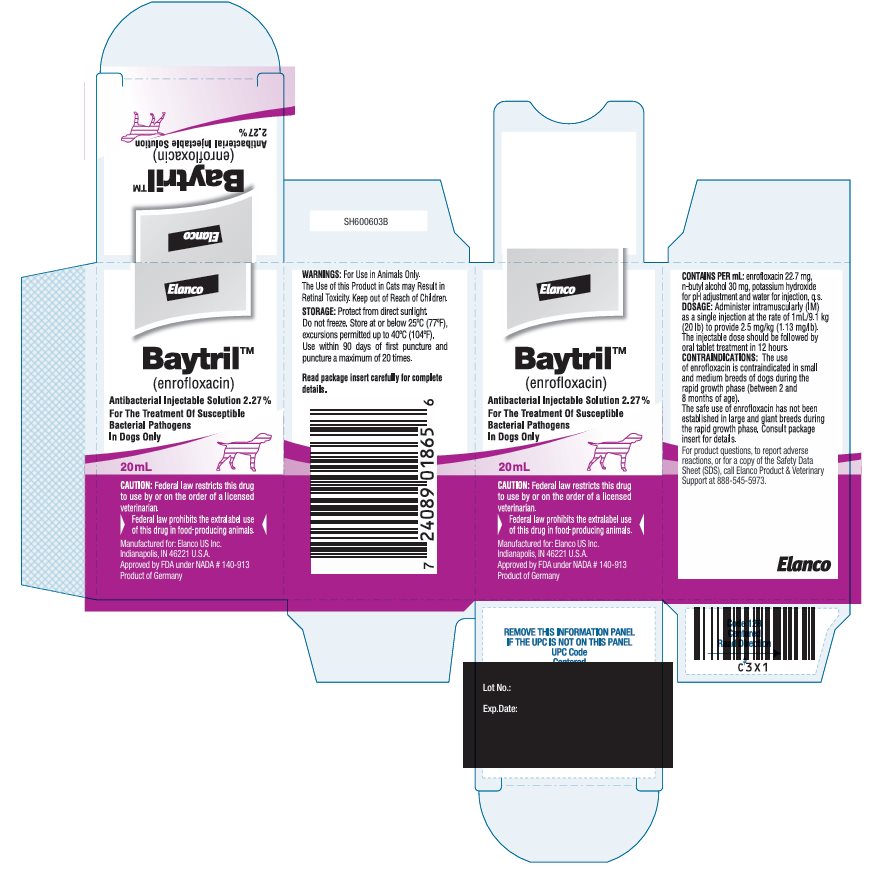 Baytril™
(enrofloxacin)
Antibacterial Injectable Solution
2.27%
Elanco
Elanco
Baytril™
(enrofloxacin)
Antibacterial Injectable Solution 2.27%
For The Treatment Of Susceptible
Bacterial Pathogens
In Dogs Only
20mL
CAUTION: Federal law restricts this drug
to use by or on the order of a licensed
veterinarian.
Federal law prohibits the extralabel use
of this drug in food-producing animals.
Manufactured for: Elanco US Inc.
Indianapolis, IN 46221 U.S.A.
Approved by FDA under NADA # 140-913
Product of Germany
SH600603B
WARNINGS: For Use in Animals Only.
The Use of this Product in Cats may Result in
Retinal Toxicity. Keep out of Reach of Children.
STORAGE: Protect from direct sunlight.
Do not freeze. Store at or below 25°C (77°F),
excursions permitted up to 40°C (104°F).
Use within 90 days of first puncture and
puncture a maximum of 20 times.
Read package insert carefully for complete
details.
7 24089 01865 6
Elanco
Baytril™
(enrofloxacin)
Antibacterial Injectable Solution 2.27%
For The Treatment Of Susceptible
Bacterial Pathogens
In Dogs Only
20mL
CAUTION: Federal law restricts this drug
to use by or on the order of a licensed
veterinarian.
Federal law prohibits the extralabel use
of this drug in food-producing animals.
Manufactured for: Elanco US Inc.
Indianapolis, IN 46221 U.S.A.
Approved by FDA under NADA # 140-913
Product of Germany
REMOVE THIS INFORMATION PANEL
IF THE UPC IS NOT ON THIS PANEL
UPC Code
Centered
Lot No.:
Exp.Date:
CONTAINS PER mL: enrofloxacin 22.7 mg,
n-butyl alcohol 30 mg, potassium hydroxide
for pH adjustment and water for injection, q.s.
DOSAGE: Administer intramuscularly (IM)
as a single injection at the rate of 1mL/9.1 kg
(20 lb) to provide 2.5 mg/kg (1.13 mg/lb).
The injectable dose should be followed by
oral tablet treatment in 12 hours.
CONTRAINDICATIONS: The use
of enrofloxacin is contraindicated in small
and medium breeds of dogs during the
rapid growth phase (between 2 and
8 months of age).
The safe use of enrofloxacin has not been
established in large and giant breeds during
the rapid growth phase. Consult package
insert for details.
For product questions, to report adverse
reactions, or for a copy of the Safety Data
Sheet (SDS), call Elanco Product & Veterinary
Support at 888-545-5973.
Elanco
Centered
C3X1